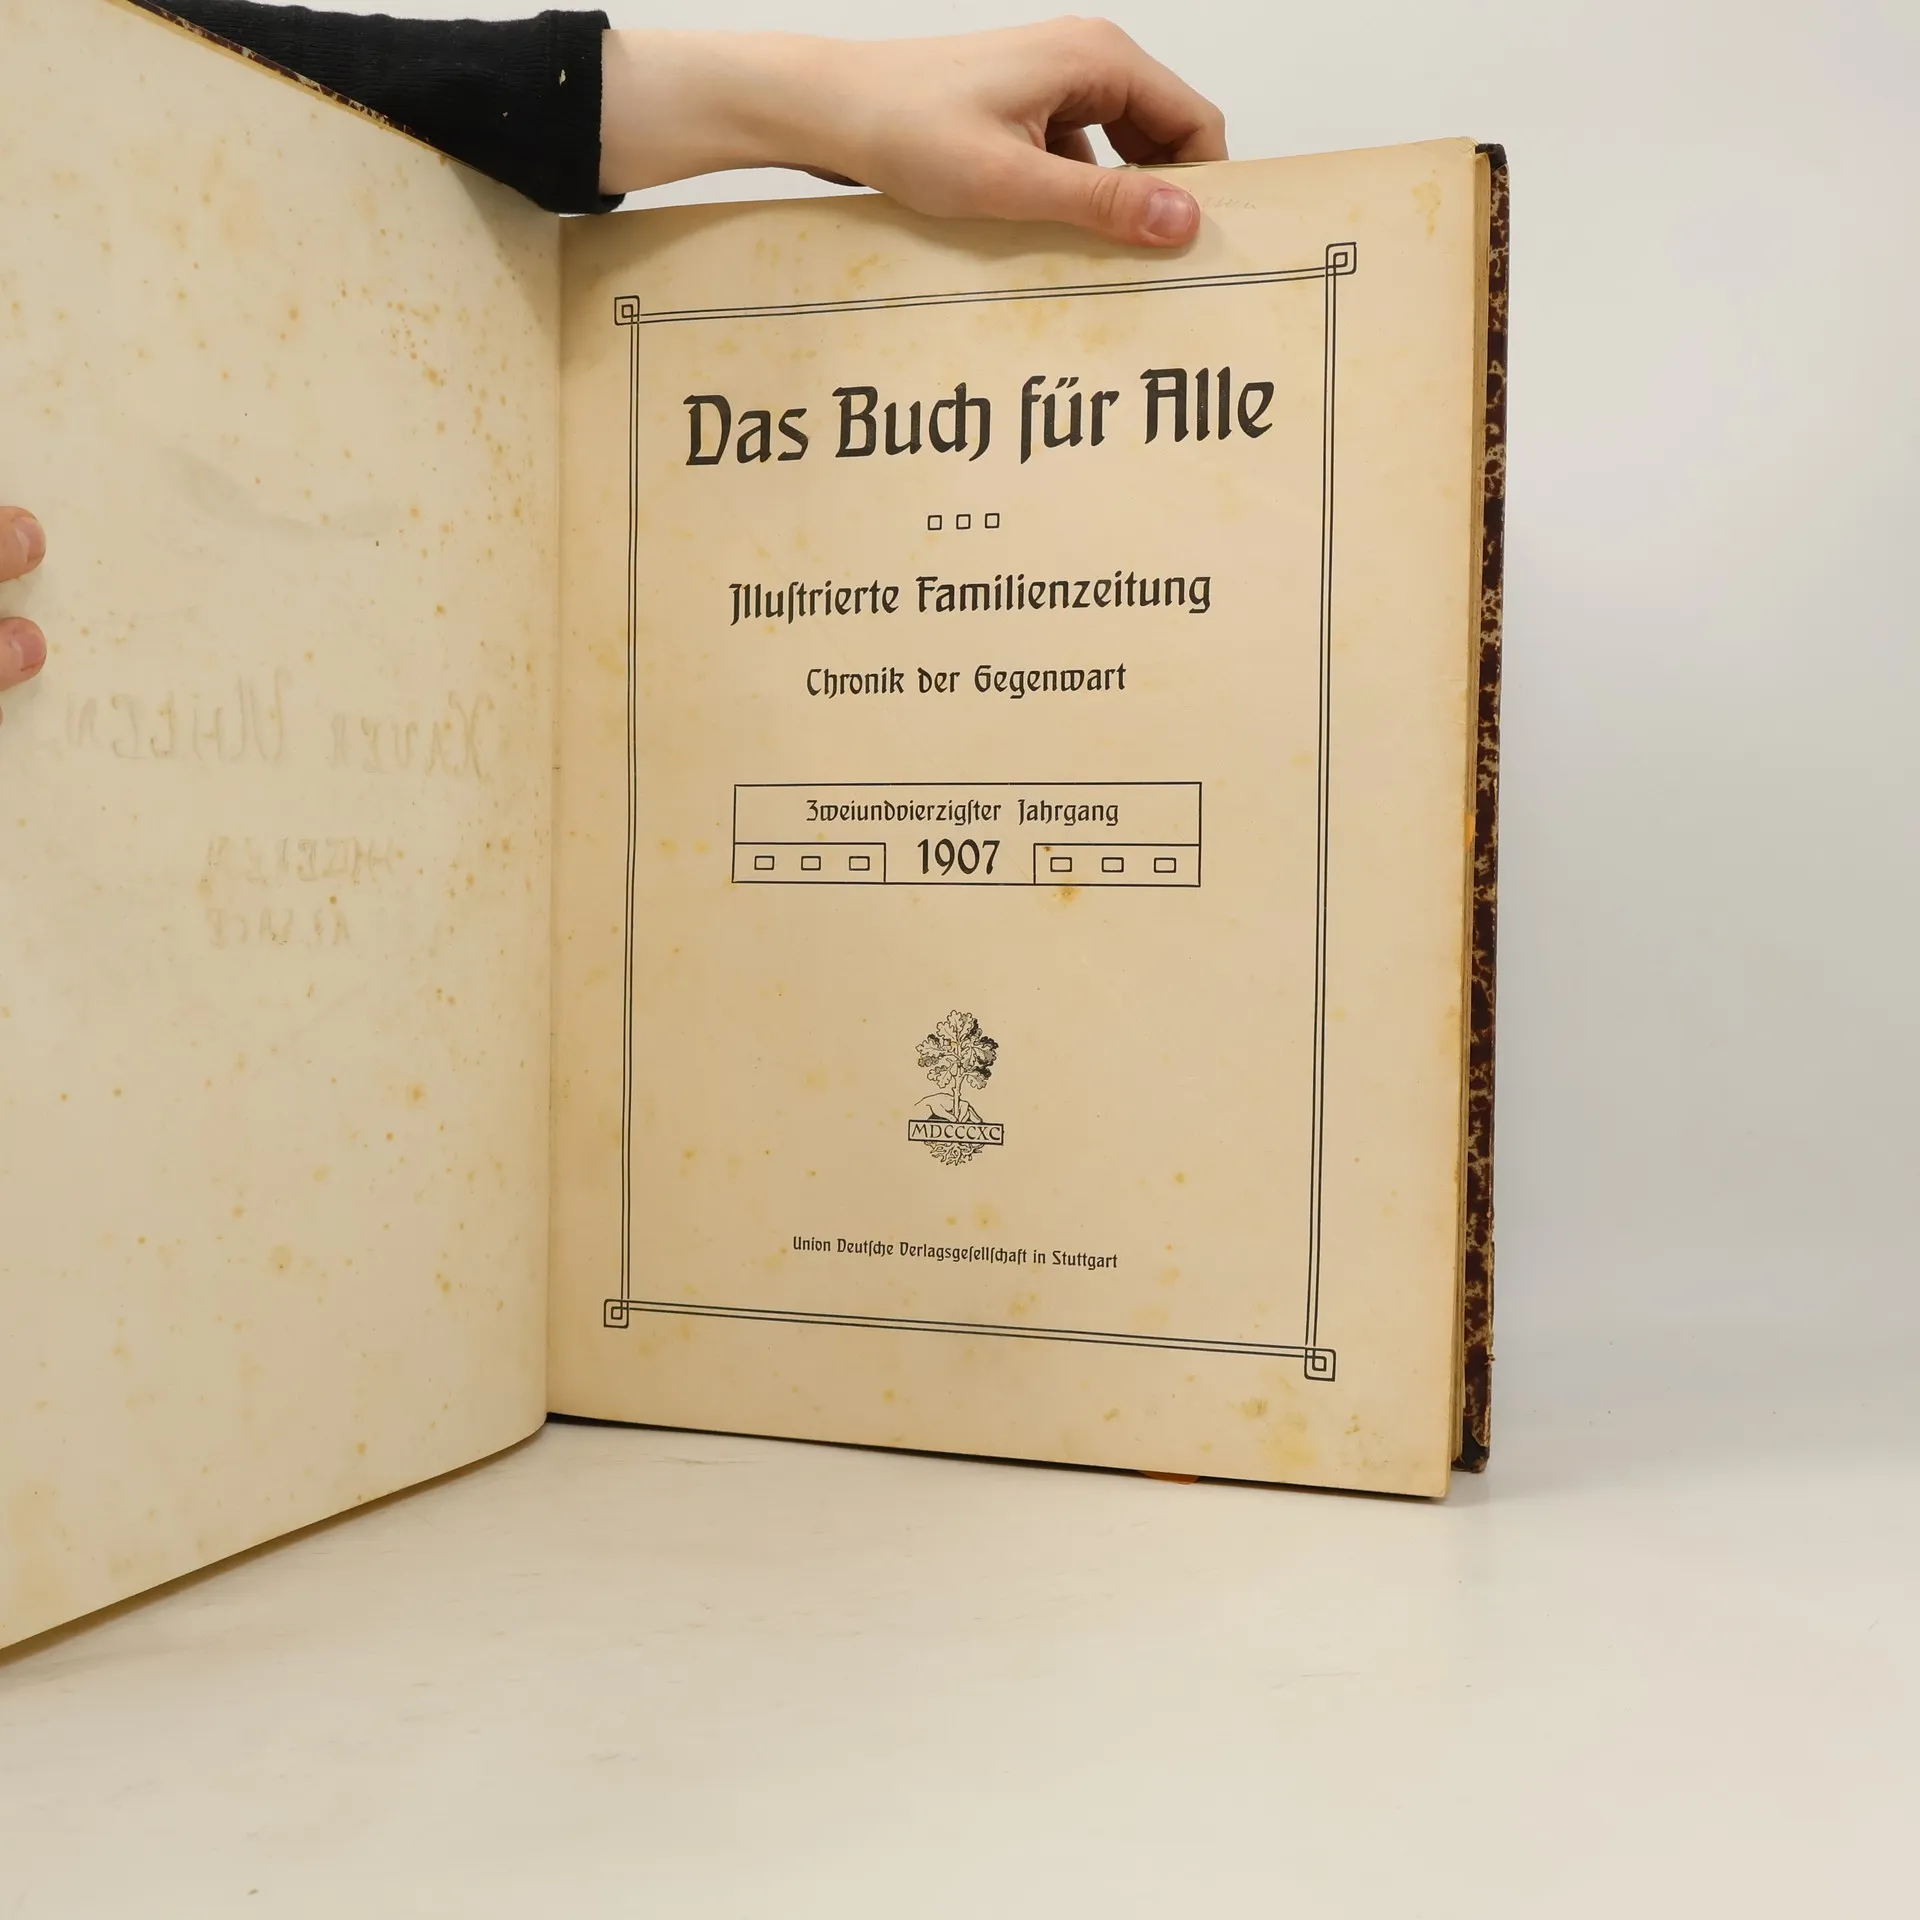 Das Buch für Alle
Illuſtrierte Familienzeitung
Chronik der Gegenwart
Zweiundvierzigſter Jahrgang
1907
MDCCCXC
Union Deutſche Verlagsgeſellſchaft in Stuttgart